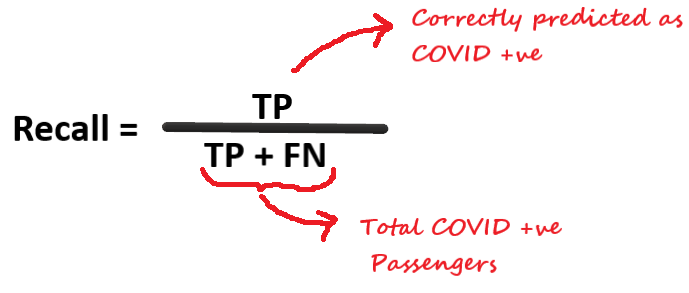 Correctly predicted as
COVID +ve
Recall =
TP
TP + FN
Total COVID +ve
Passengers